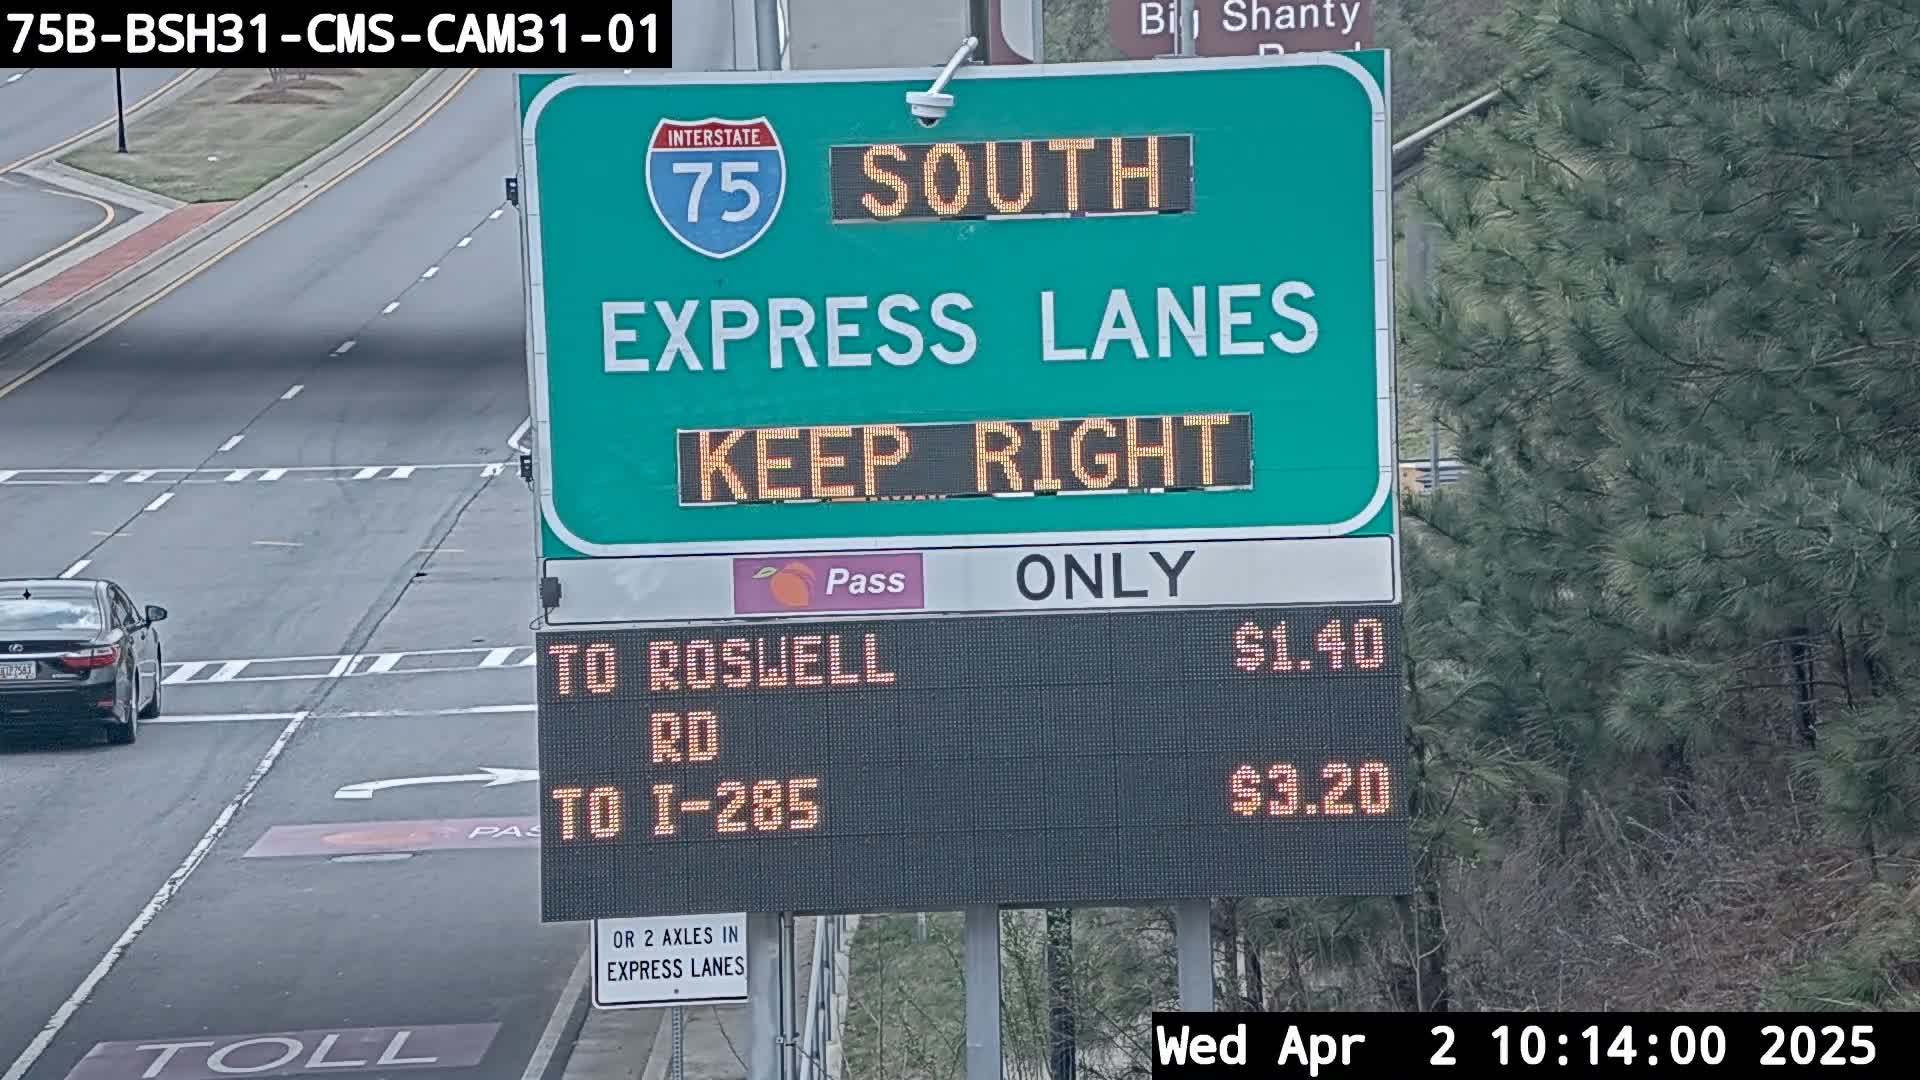 75B-BSH31-CMS-CAM31-01
Big Shanty
Road
INTERSTATE
75
SOUTH
EXPRESS LANES
KEEP RIGHT
Pass ONLY
TO ROSWELL $1.40
RD
TO I-285 $3.20
PAS
OR 2 AXLES IN
EXPRESS LANES
TOLL
Wed Apr 2 10:14:00 2025